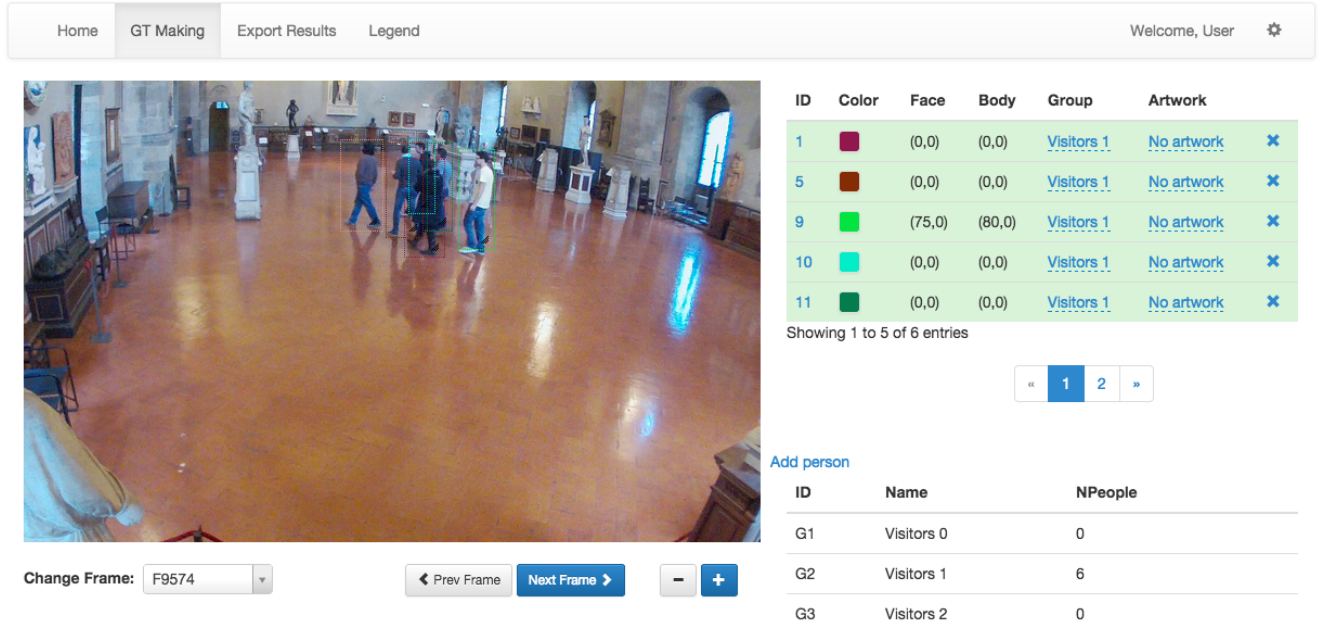 Home GT Making Export Results Legend Welcome, User
ID Color Face Body Group Artwork
1 (0,0) (0,0) Visitors 1 No artwork
5 (0,0) (0,0) Visitors 1 No artwork
9 (75,0) (80,0) Visitors 1 No artwork
10 (0,0) (0,0) Visitors 1 No artwork
11 (0,0) (0,0) Visitors 1 No artwork
Showing 1 to 5 of 6 entries
« 1 2 »
Add person
ID Name NPeople
G1 Visitors 0 0
G2 Visitors 1 6
G3 Visitors 2 0
Change Frame: F9574 Prev Frame Next Frame - +